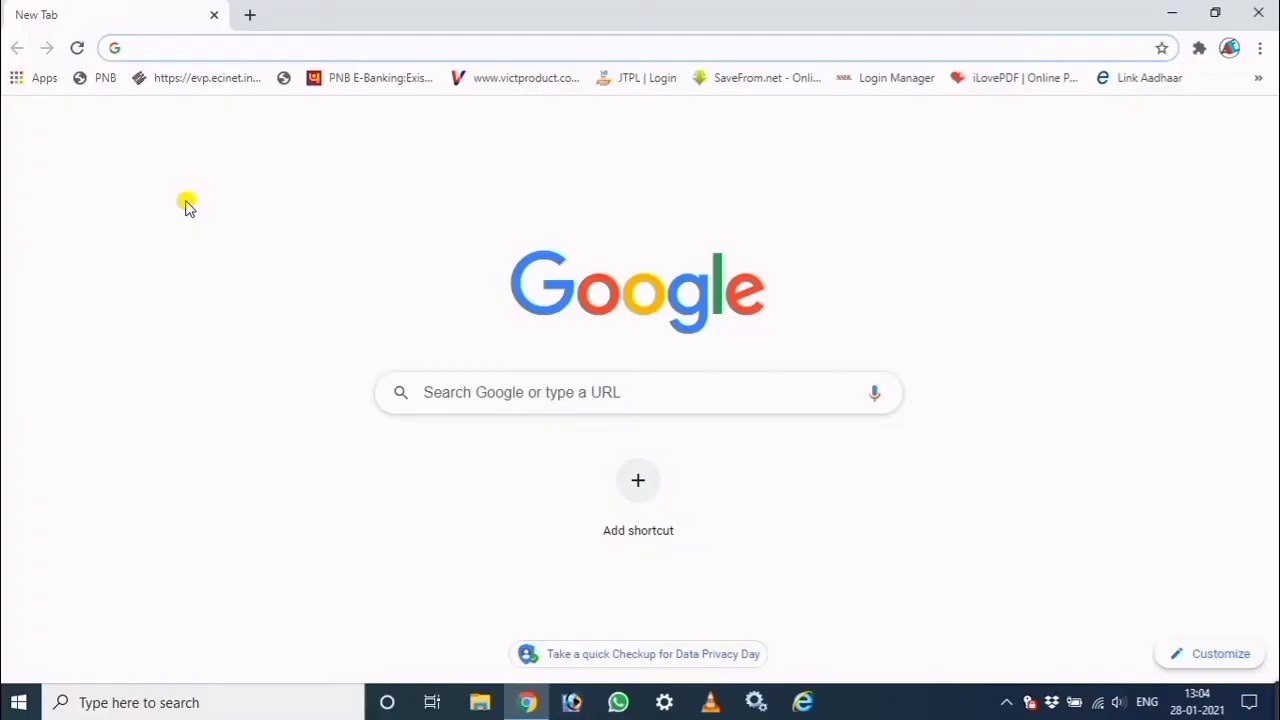 New Tab
Apps PNB https://evp.ecinet.in... PNB E-Banking:Exis... www.victproduct.co... JTPL | Login SaveFrom.net - Onli... Login Manager iLovePDF | Online P... Link Aadhaar »
Google
Search Google or type a URL
Add shortcut
Take a quick Checkup for Data Privacy Day
Customize
Type here to search
ENG
13:04
28-01-2021